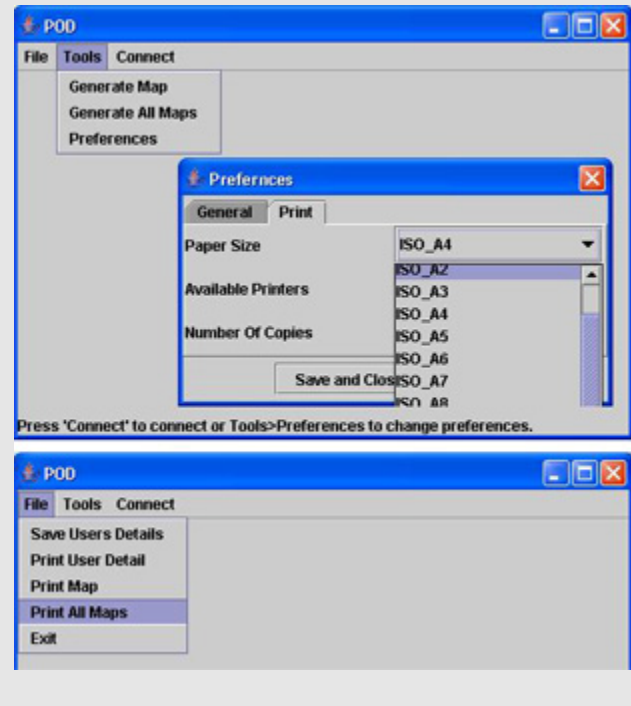 POD
File Tools Connect
Generate Map
Generate All Maps
Preferences
Prefernces
General Print
Paper Size ISO_A4
ISO_A2
Available Printers ISO_A3
ISO_A4
Number Of Copies ISO_A5
ISO_A6
Save and Clos ISO_A7
ISO_A8
Press 'Connect' to connect or Tools>Preferences to change preferences.
POD
File Tools Connect
Save Users Details
Print User Detail
Print Map
Print All Maps
Exit